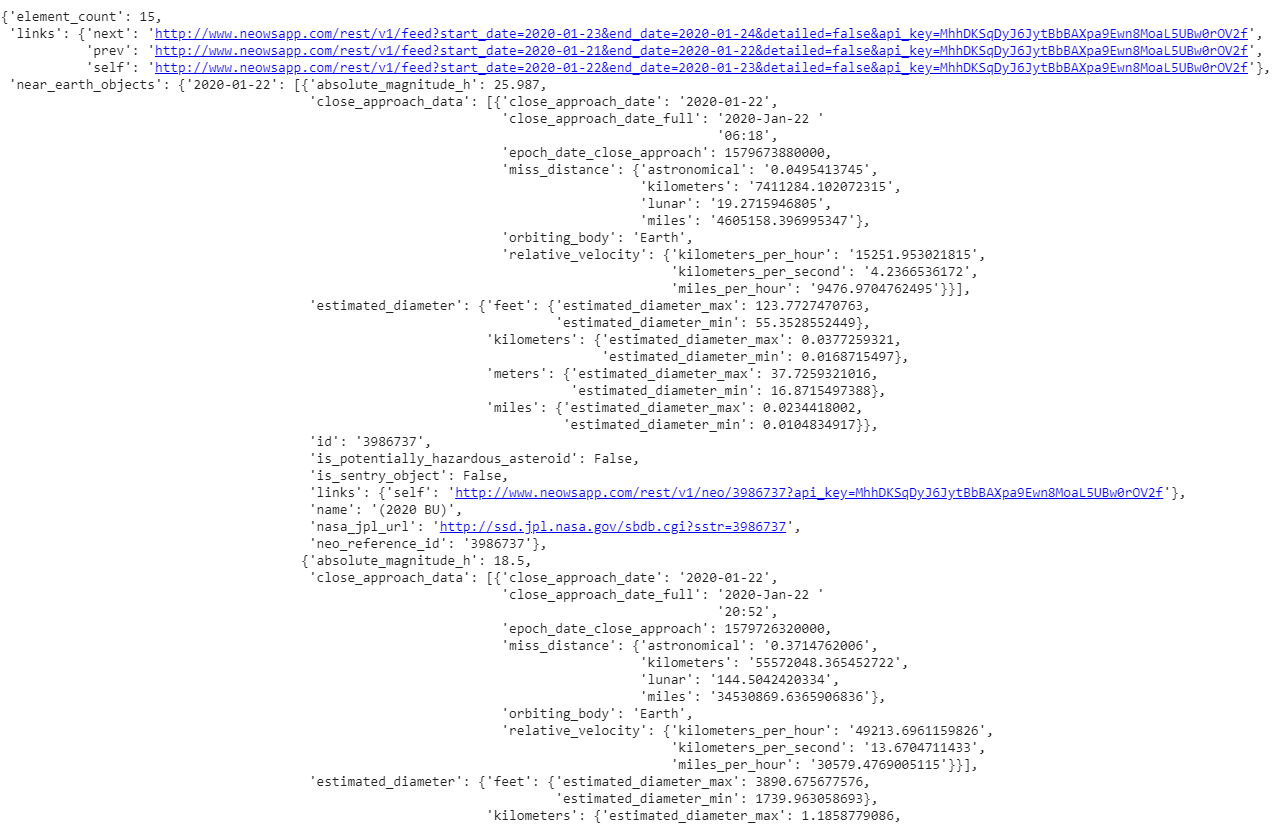 {'element_count': 15,
'links': {'next': 'http://www.neowsapp.com/rest/v1/feed?start_date=2020-01-23&end_date=2020-01-24&detailed=false&api_key=MhhDKSqDyJ6JytBbBAXpa9Ewn8MoaL5UBw0rOV2f',
'prev': 'http://www.neowsapp.com/rest/v1/feed?start_date=2020-01-21&end_date=2020-01-22&detailed=false&api_key=MhhDKSqDyJ6JytBbBAXpa9Ewn8MoaL5UBw0rOV2f',
'self': 'http://www.neowsapp.com/rest/v1/feed?start_date=2020-01-22&end_date=2020-01-23&detailed=false&api_key=MhhDKSqDyJ6JytBbBAXpa9Ewn8MoaL5UBw0rOV2f'},
'near_earth_objects': {'2020-01-22': [{'absolute_magnitude_h': 25.987,
'close_approach_data': [{'close_approach_date': '2020-01-22',
'close_approach_date_full': '2020-Jan-22 '
'06:18',
'epoch_date_close_approach': 1579673880000,
'miss_distance': {'astronomical': '0.0495413745',
'kilometers': '7411284.102072315',
'lunar': '19.2715946805',
'miles': '4605158.396995347'},
'orbiting_body': 'Earth',
'relative_velocity': {'kilometers_per_hour': '15251.953021815',
'kilometers_per_second': '4.2366536172',
'miles_per_hour': '9476.9704762495'}}],
'estimated_diameter': {'feet': {'estimated_diameter_max': 123.7727470763,
'estimated_diameter_min': 55.3528552449},
'kilometers': {'estimated_diameter_max': 0.0377259321,
'estimated_diameter_min': 0.0168715497},
'meters': {'estimated_diameter_max': 37.7259321016,
'estimated_diameter_min': 16.8715497388},
'miles': {'estimated_diameter_max': 0.0234418002,
'estimated_diameter_min': 0.0104834917}},
'id': '3986737',
'is_potentially_hazardous_asteroid': False,
'is_sentry_object': False,
'links': {'self': 'http://www.neowsapp.com/rest/v1/neo/3986737?api_key=MhhDKSqDyJ6JytBbBAXpa9Ewn8MoaL5UBw0rOV2f'},
'name': '(2020 BU)',
'nasa_jpl_url': 'http://ssd.jpl.nasa.gov/sbdb.cgi?sstr=3986737',
'neo_reference_id': '3986737'},
{'absolute_magnitude_h': 18.5,
'close_approach_data': [{'close_approach_date': '2020-01-22',
'close_approach_date_full': '2020-Jan-22 '
'20:52',
'epoch_date_close_approach': 1579726320000,
'miss_distance': {'astronomical': '0.3714762006',
'kilometers': '55572048.365452722',
'lunar': '144.5042420334',
'miles': '34530869.6365906836'},
'orbiting_body': 'Earth',
'relative_velocity': {'kilometers_per_hour': '49213.6961159826',
'kilometers_per_second': '13.6704711433',
'miles_per_hour': '30579.4769005115'}}],
'estimated_diameter': {'feet': {'estimated_diameter_max': 3890.675677576,
'estimated_diameter_min': 1739.963058693},
'kilometers': {'estimated_diameter_max': 1.1858779086,